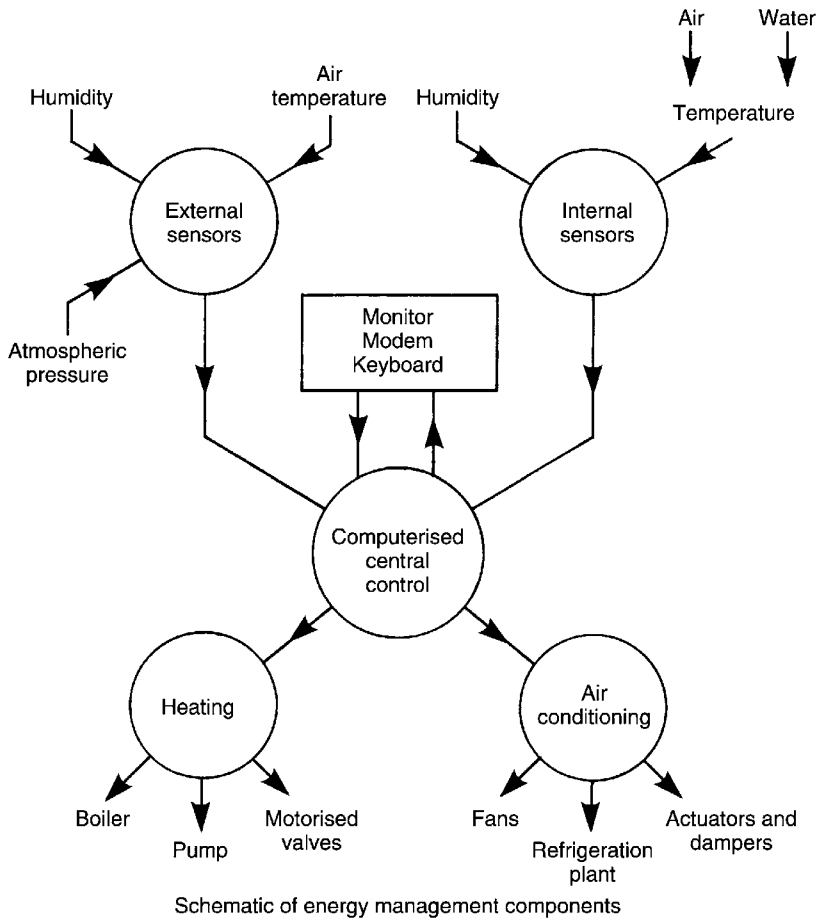 Air
Water
Humidity
Air
temperature
Humidity
Temperature
External
sensors
Internal
sensors
Atmospheric
pressure
Monitor
Modem
Keyboard
Computerised
central
control
Heating
Air
conditioning
Boiler
Pump
Motorised
valves
Fans
Refrigeration
plant
Actuators and
dampers
Schematic of energy management components